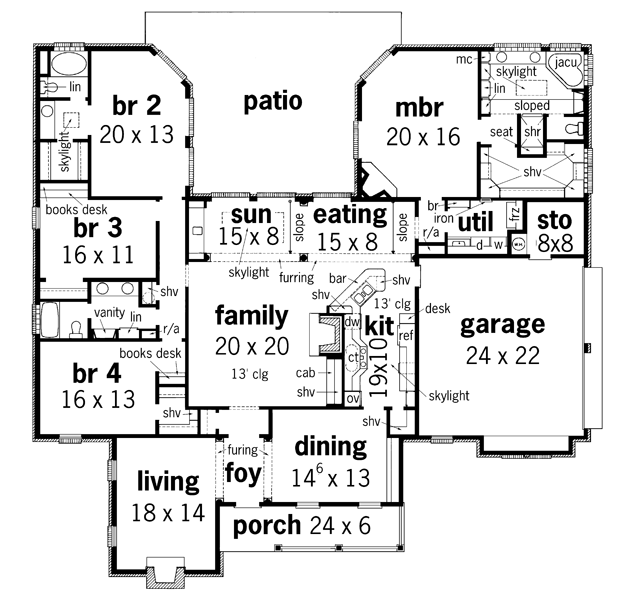 mc
skylight
jacu
lin
lin
sloped
br 2
20 x 13
patio
mbr
20 x 16
skylight
seat
shr
shv
books desk
br 3
16 x 11
sun
15 x 8
slope
eating
15 x 8
slope
br
iron
r/a
util
frz
d
w
sto
8x8
skylight
furring
bar
shv
shv
13' clg
vanity
lin
shv
r/a
family
20 x 20
13' clg
dw
kit
19x10
ct
desk
ref
garage
24 x 22
books desk
br 4
16 x 13
cab
shv
ov
skylight
shv
shv
furing
foy
dining
14⁶ x 13
living
18 x 14
porch 24 x 6